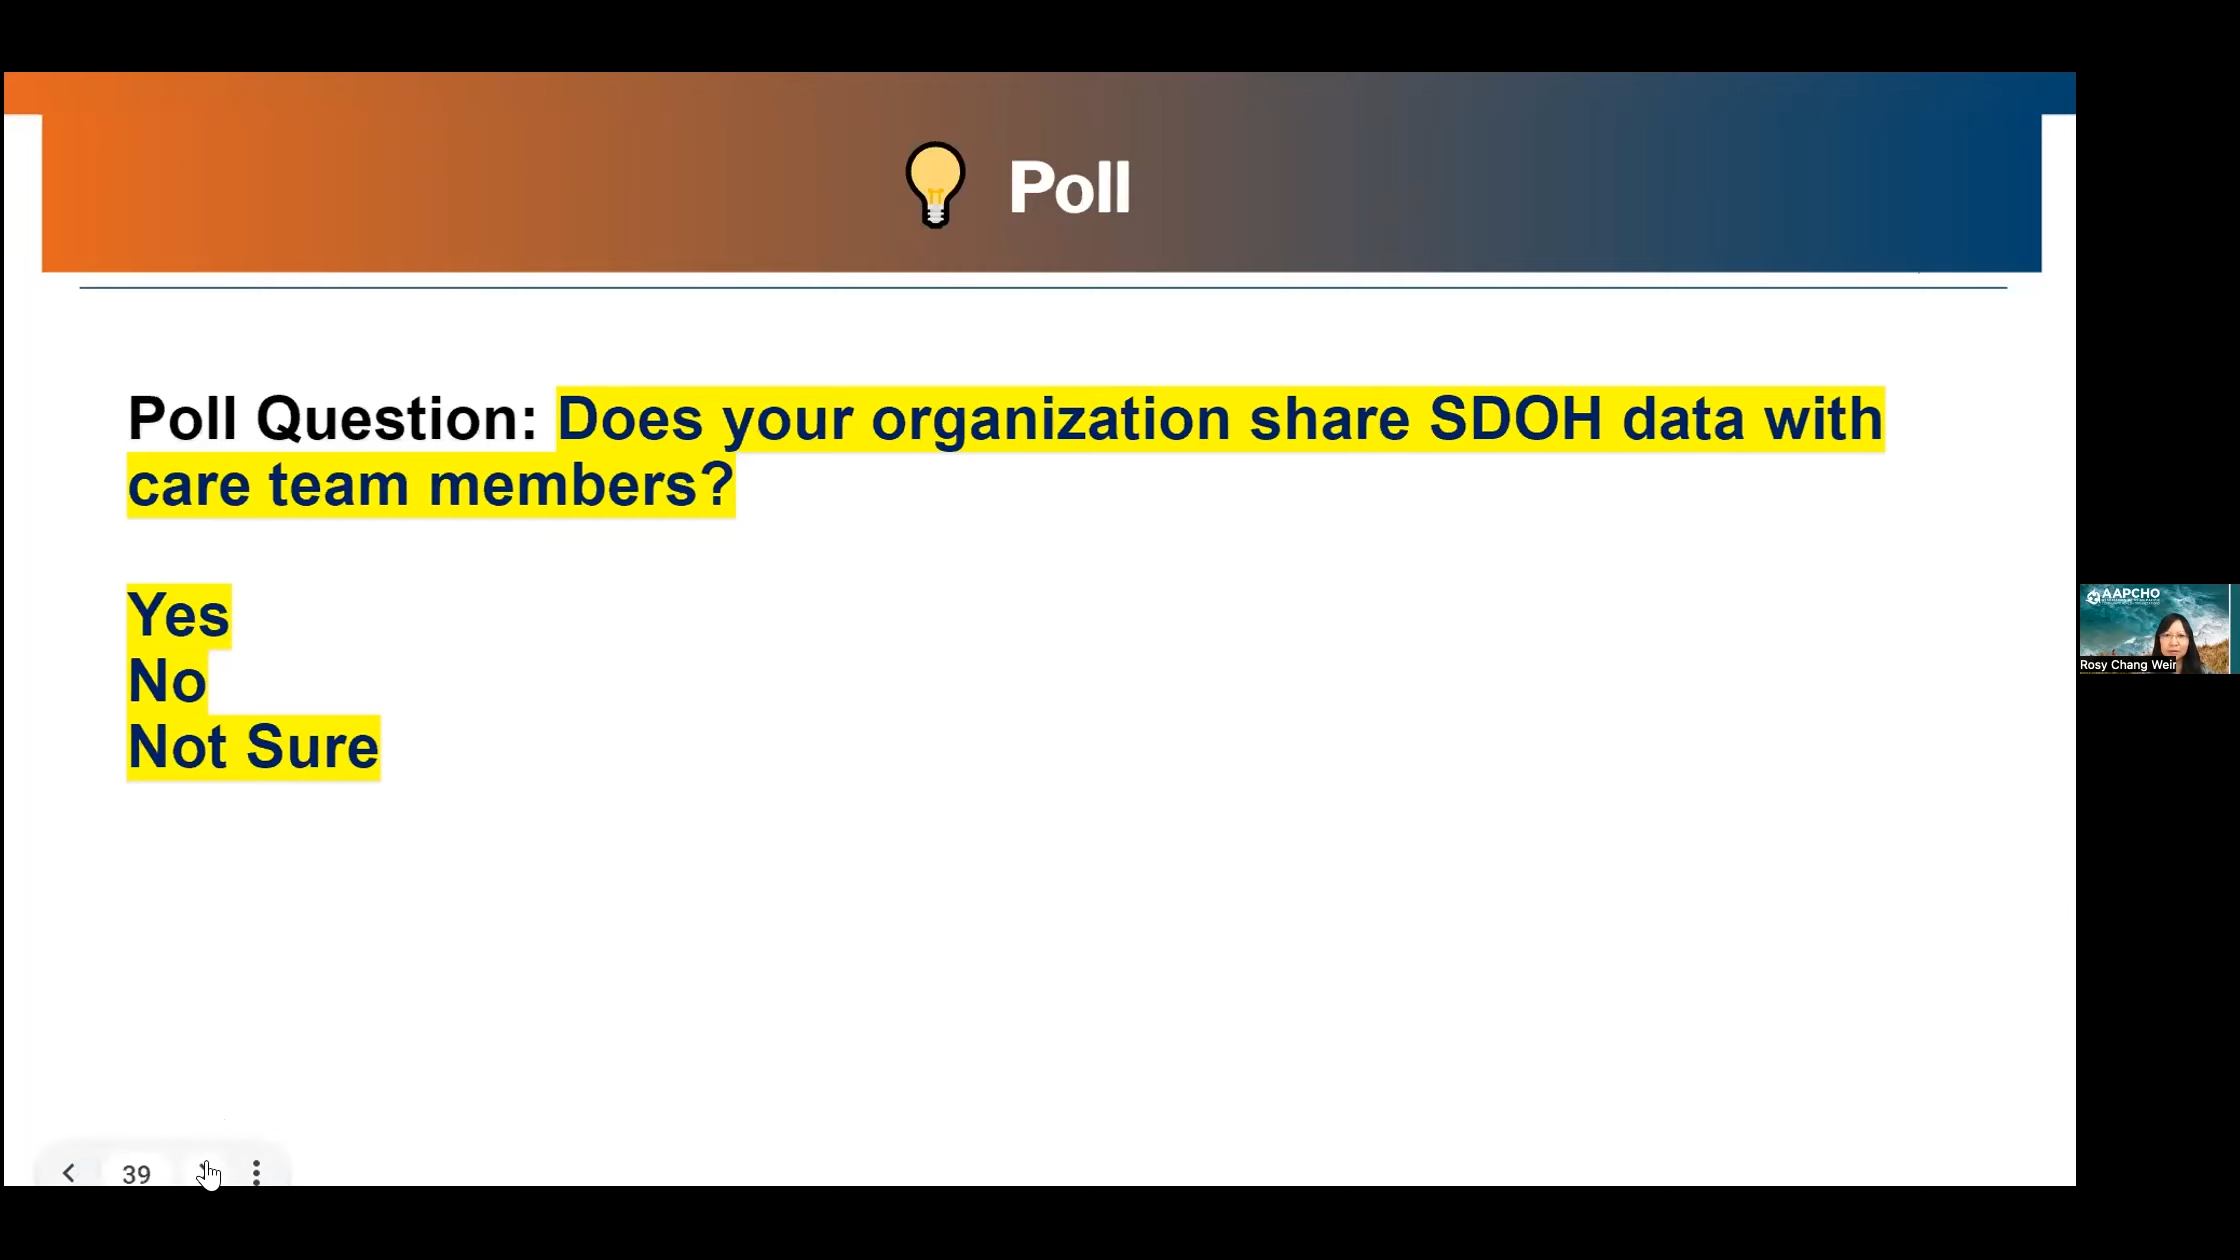 Poll
Poll Question: Does your organization share SDOH data with
care team members?
Yes
No
Not Sure
AAPCHO
Rosy Chang Weir
39